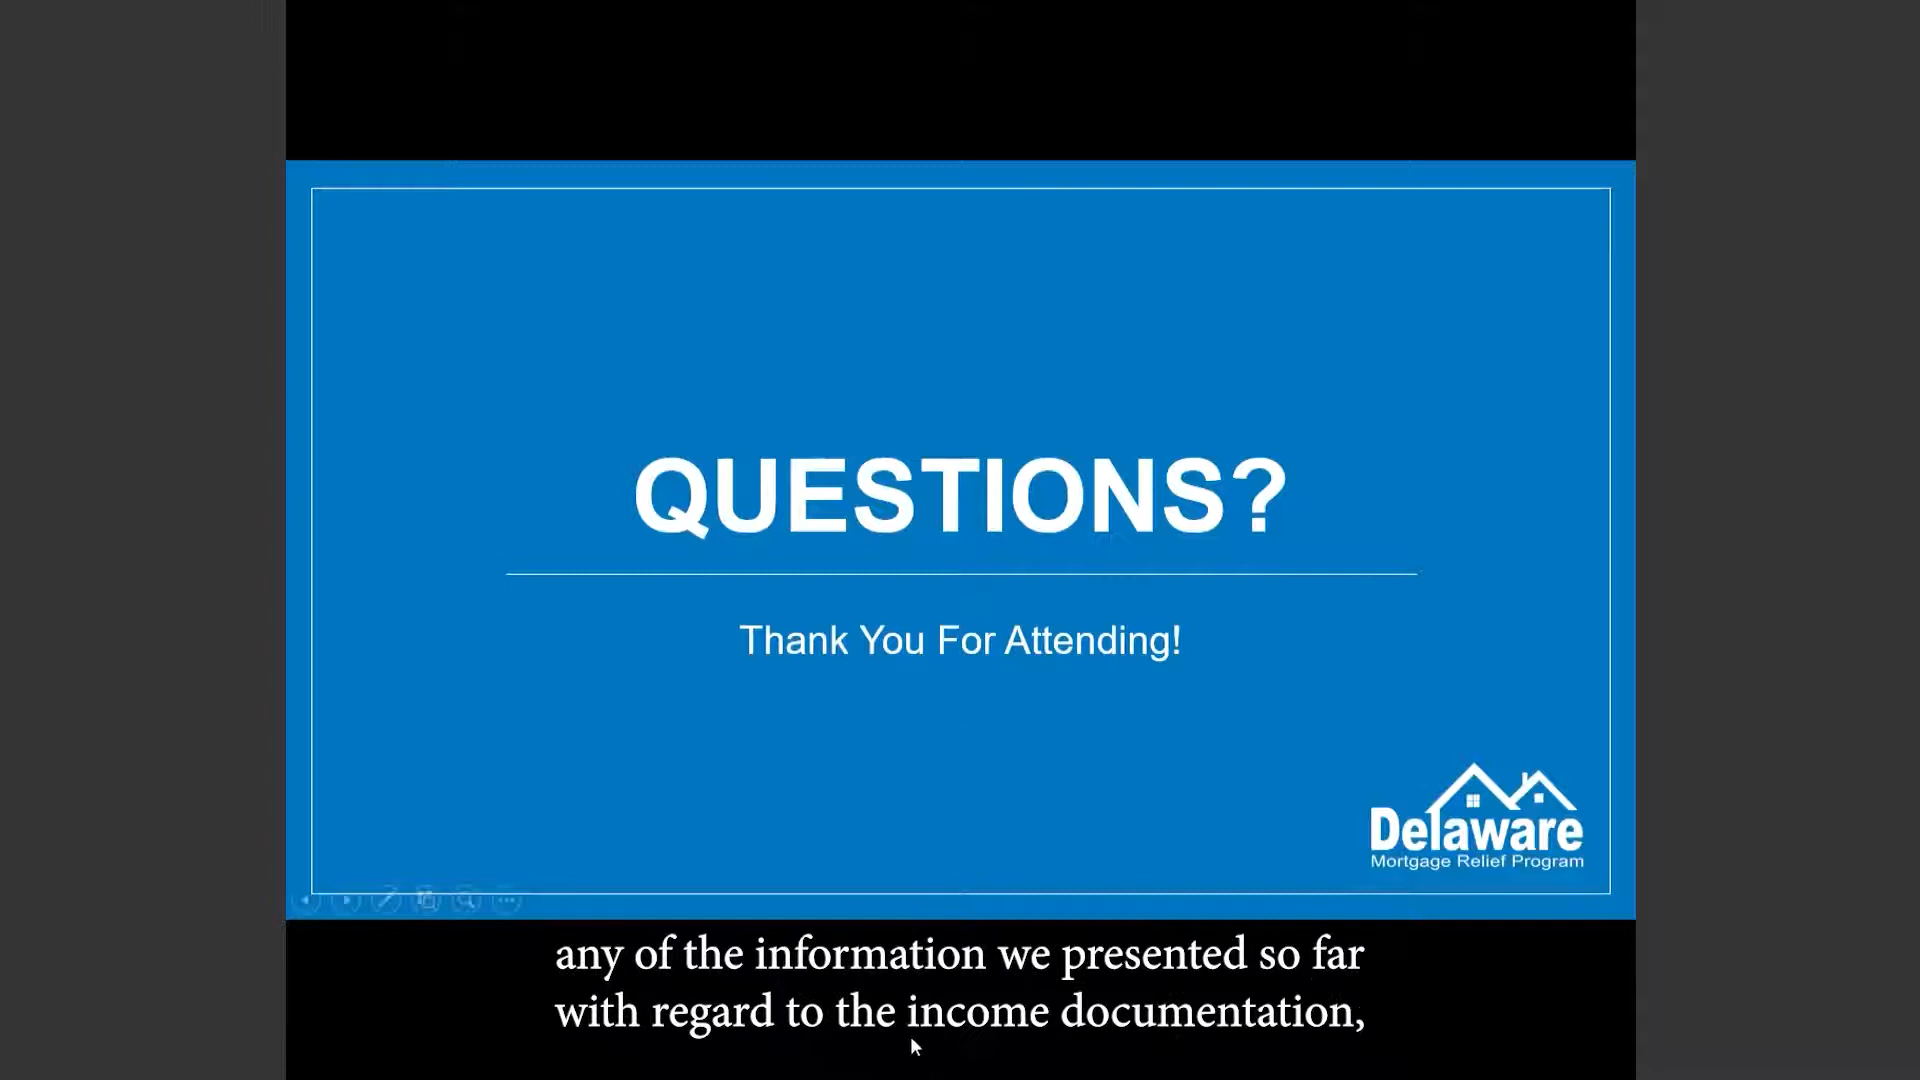 QUESTIONS?
Thank You For Attending!
Delaware
Mortgage Relief Program
any of the information we presented so far
with regard to the income documentation,